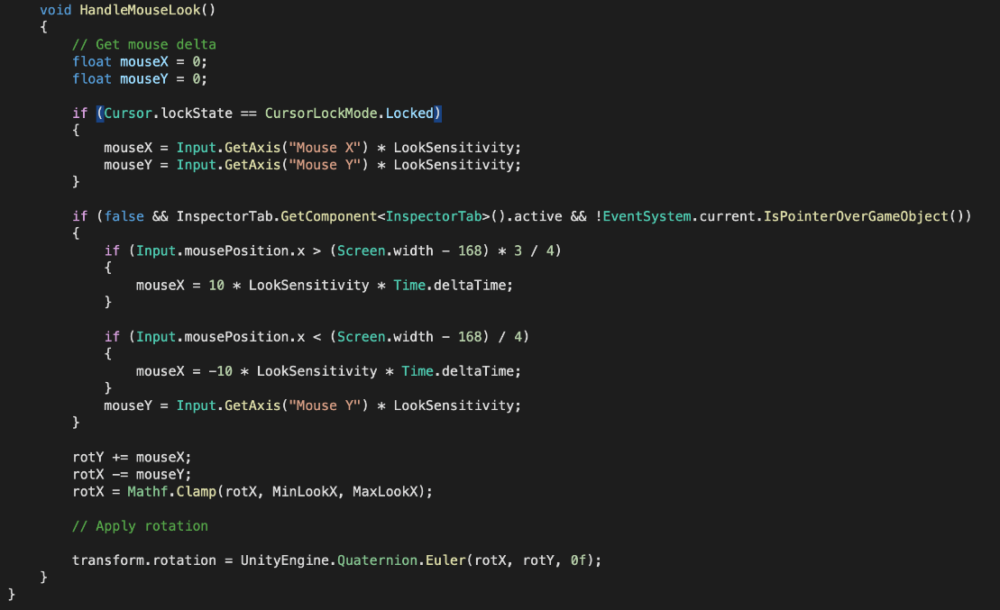 void HandleMouseLook()
{
// Get mouse delta
float mouseX = 0;
float mouseY = 0;
if (Cursor.lockState == CursorLockMode.Locked)
{
mouseX = Input.GetAxis("Mouse X") * LookSensitivity;
mouseY = Input.GetAxis("Mouse Y") * LookSensitivity;
}
if (false && InspectorTab.GetComponent<InspectorTab>().active && !EventSystem.current.IsPointerOverGameObject())
{
if (Input.mousePosition.x > (Screen.width - 168) * 3 / 4)
{
mouseX = 10 * LookSensitivity * Time.deltaTime;
}
if (Input.mousePosition.x < (Screen.width - 168) / 4)
{
mouseX = -10 * LookSensitivity * Time.deltaTime;
}
mouseY = Input.GetAxis("Mouse Y") * LookSensitivity;
}
rotY += mouseX;
rotX -= mouseY;
rotX = Mathf.Clamp(rotX, MinLookX, MaxLookX);
// Apply rotation
transform.rotation = UnityEngine.Quaternion.Euler(rotX, rotY, 0f);
}
}